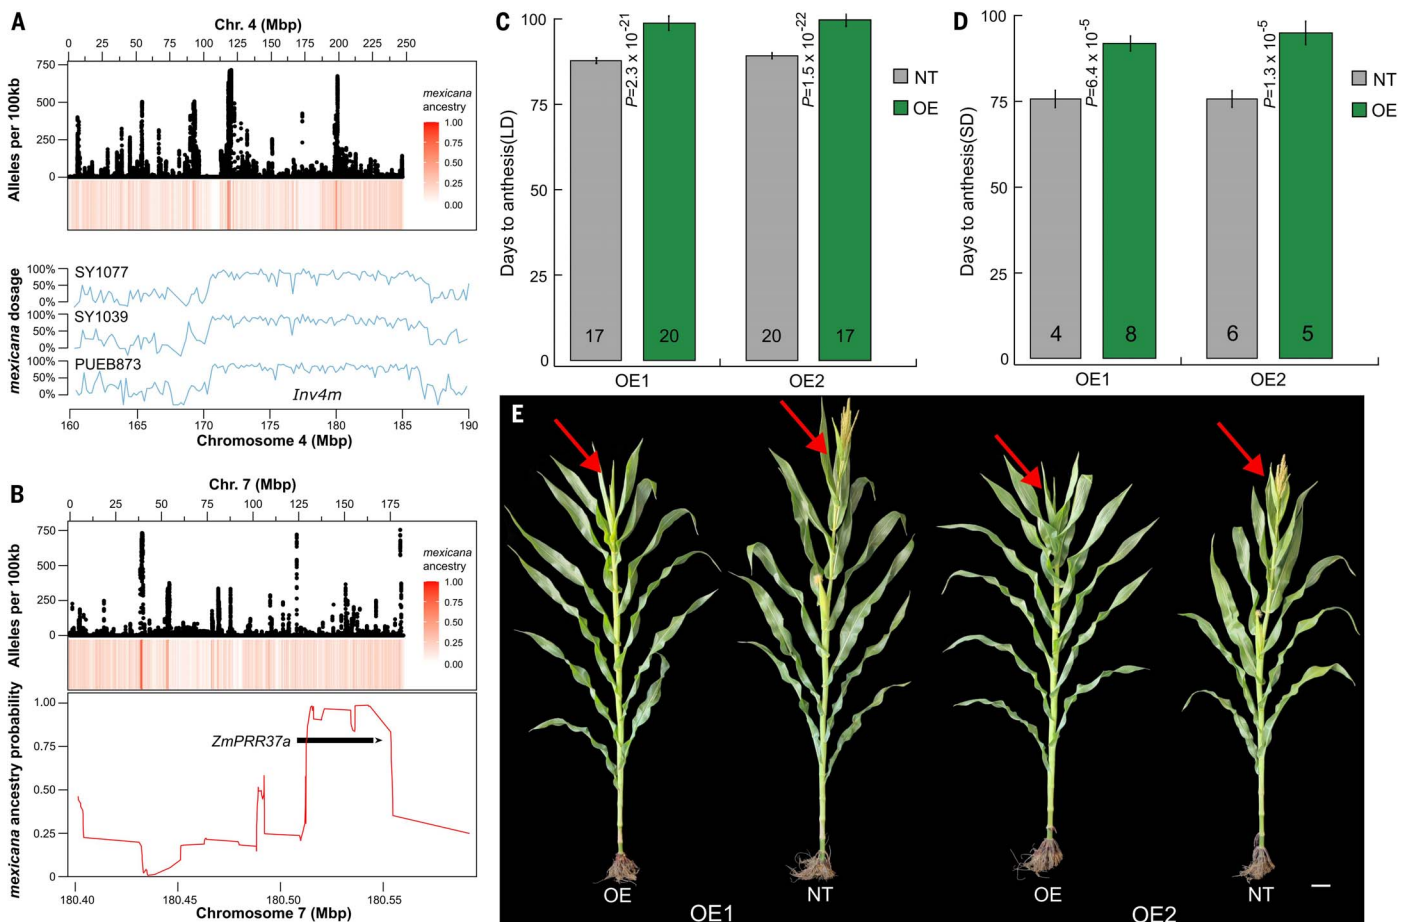 A
Chr. 4 (Mbp)
0 25 50 75 100 125 150 175 200 225 250
Alleles per 100kb
750
500
250
0
mexicana
ancestry
1.00
0.75
0.50
0.25
0.00
mexicana dosage
100%
50%
0%
SY1077
100%
50%
0%
SY1039
100%
50%
0%
PUEB873
Inv4m
160 165 170 175 180 185 190
Chromosome 4 (Mbp)
B
Chr. 7 (Mbp)
0 25 50 75 100 125 150 175
Alleles per 100kb
750
500
250
0
mexicana
ancestry
1.00
0.75
0.50
0.25
0.00
mexicana ancestry probability
1.00
0.75
0.50
0.25
0
ZmPRR37a
180.40 180.45 180.50 180.55
Chromosome 7 (Mbp)
C
Days to anthesis(LD)
100
75
50
25
0
P=2.3 x 10-21
P=1.5 x 10-22
NT
OE
17 20 20 17
OE1 OE2
D
Days to anthesis(SD)
100
75
50
25
0
P=6.4 x 10-5
P=1.3 x 10-5
NT
OE
4 8 6 5
OE1 OE2
E
OE NT OE NT
OE1 OE2